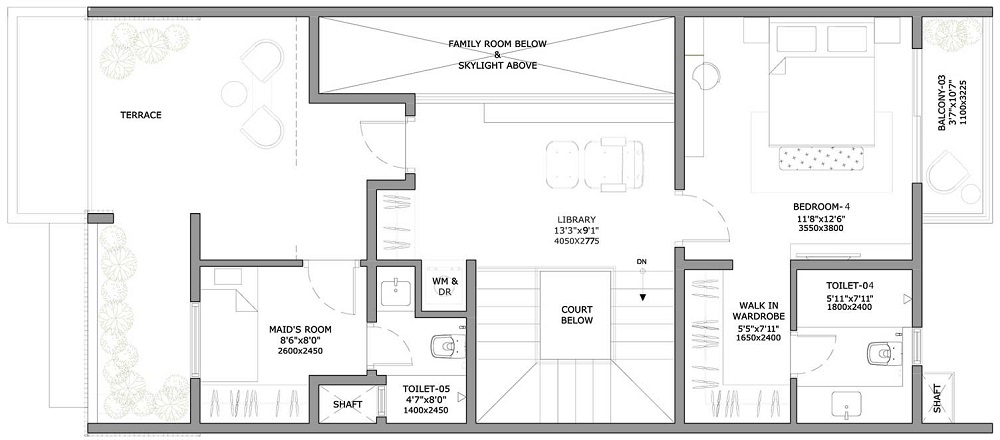 FAMILY ROOM BELOW
&
SKYLIGHT ABOVE
TERRACE
BALCONY-03
3'7"x10'7"
1100x3225
LIBRARY
13'3"x9'1"
4050X2775
BEDROOM-4
11'8"x12'6"
3550x3800
DN
WM &
DR
COURT
BELOW
MAID'S ROOM
8'6"x8'0"
2600x2450
WALK IN
WARDROBE
5'5"x7'11"
1650x2400
TOILET-04
5'11"x7'11"
1800x2400
SHAFT
TOILET-05
4'7"x8'0"
1400x2450
SHAFT